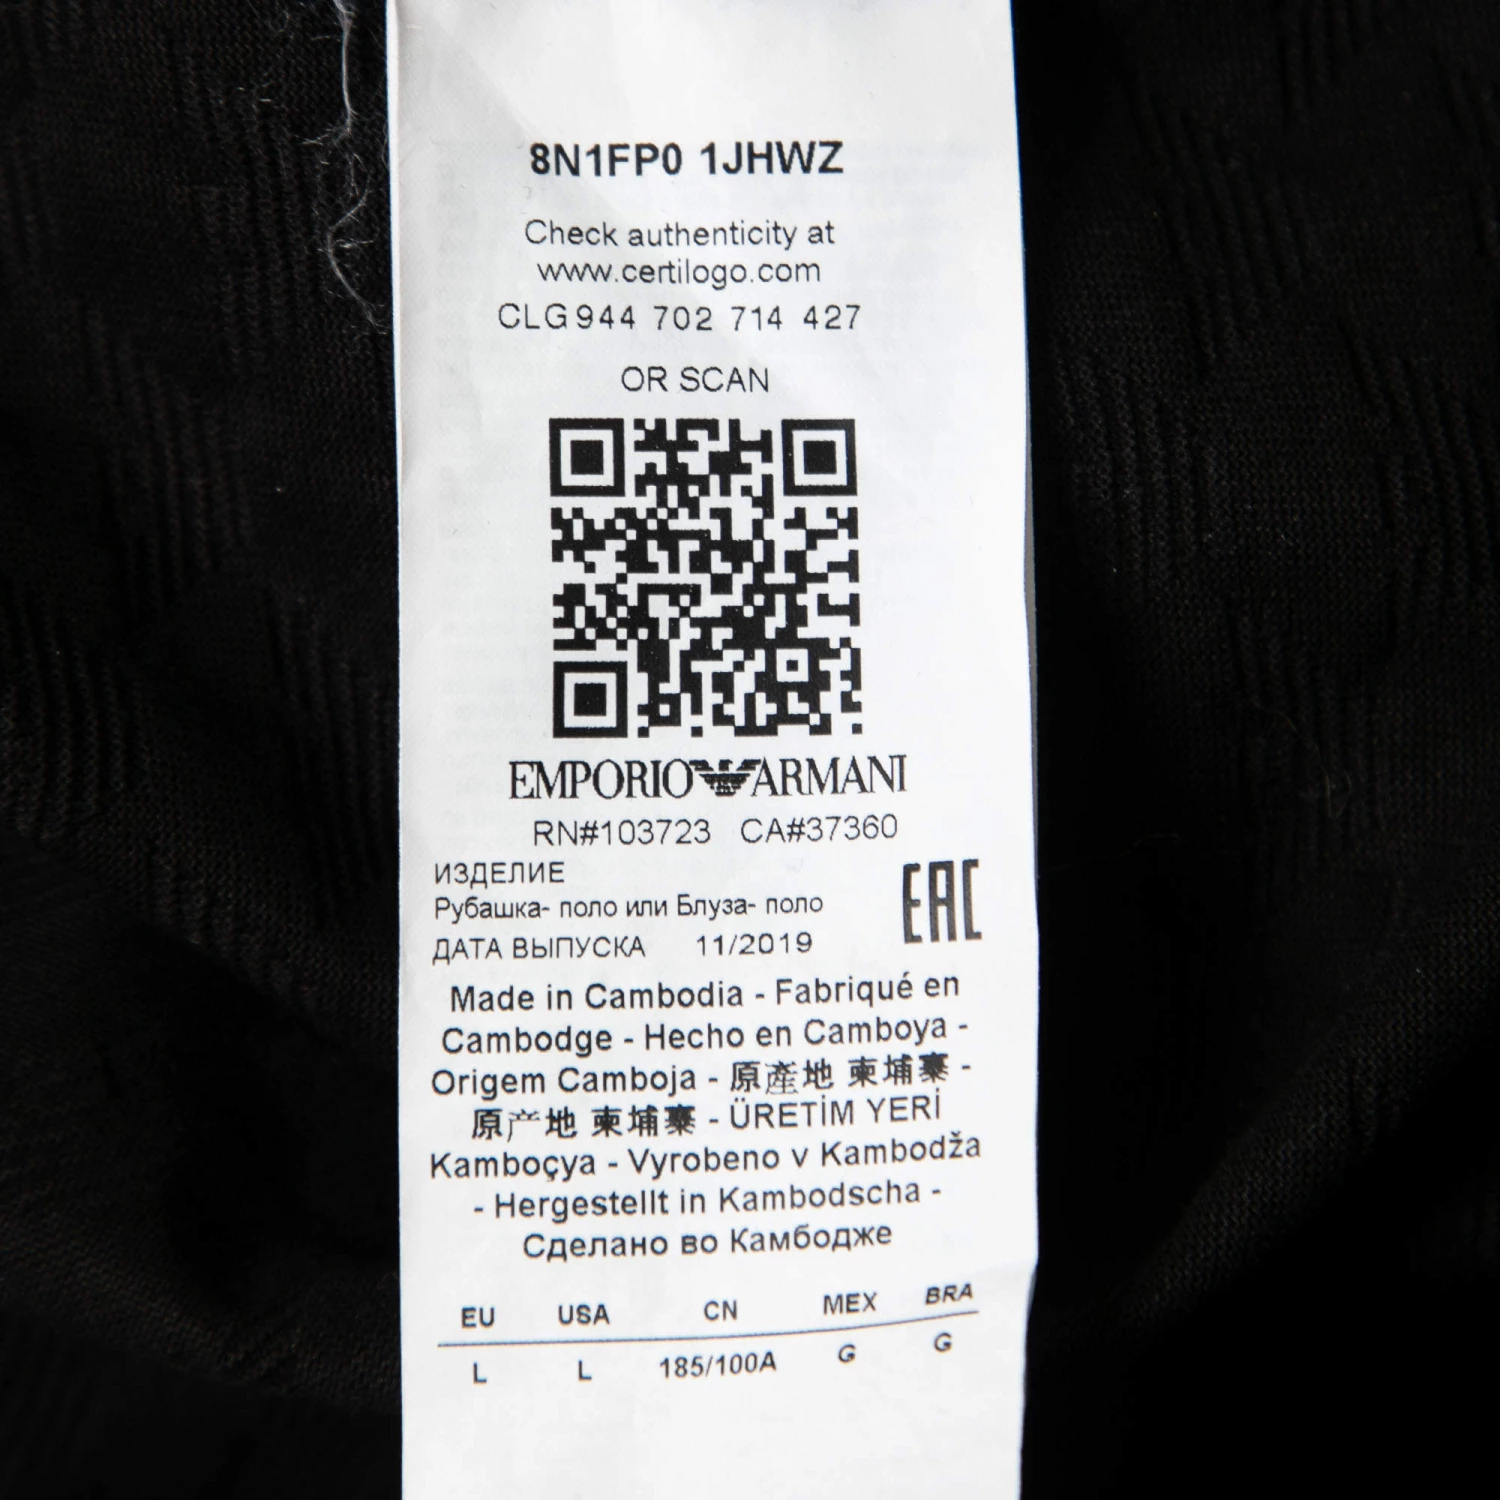 8N1FP0 1JHWZ
Check authenticity at
www.certilogo.com
CLG 944 702 714 427
OR SCAN
EMPORIO ARMANI
RN#103723 CA#37360
ИЗДЕЛИЕ
EAC
Рубашка- поло или Блуза- поло
ДАТА ВЫПУСКА 11/2019
Made in Cambodia - Fabriqué en
Cambodge - Hecho en Camboya -
Origem Camboja - 原產地 柬埔寨 -
原产地 柬埔寨 - ÜRETİM YERİ
Kamboçya - Vyrobeno v Kambodža
- Hergestellt in Kambodscha -
Сделано во Камбодже
EU USA CN MEX BRA
L L 185/100A G G